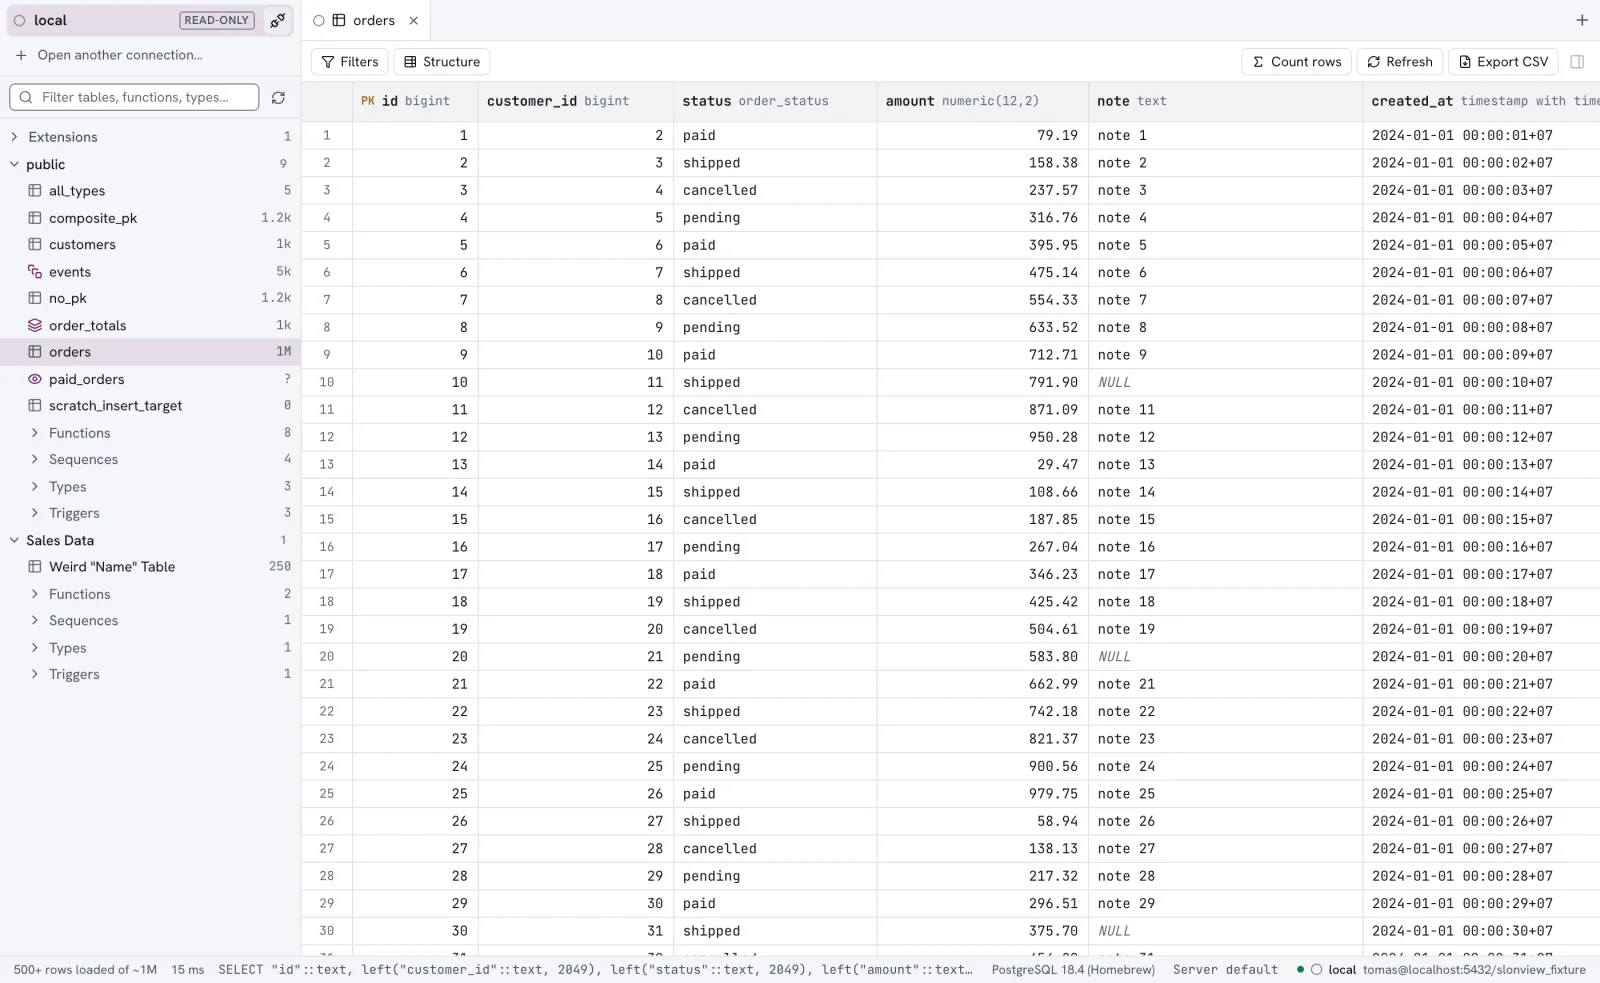 local READ-ONLY
Open another connection...
Filter tables, functions, types...
Extensions 1
public 9
all_types 5
composite_pk 1.2k
customers 1k
events 5k
no_pk 1.2k
order_totals 1k
orders 1M
paid_orders ?
scratch_insert_target 0
Functions 8
Sequences 4
Types 3
Triggers 3
Sales Data 1
Weird "Name" Table 250
Functions 2
Sequences 1
Types 1
Triggers 1
orders
Filters Structure Count rows Refresh Export CSV
PK id bigint customer_id bigint status order_status amount numeric(12,2) note text created_at timestamp with time
1 1 2 paid 79.19 note 1 2024-01-01 00:00:01+07
2 2 3 shipped 158.38 note 2 2024-01-01 00:00:02+07
3 3 4 cancelled 237.57 note 3 2024-01-01 00:00:03+07
4 4 5 pending 316.76 note 4 2024-01-01 00:00:04+07
5 5 6 paid 395.95 note 5 2024-01-01 00:00:05+07
6 6 7 shipped 475.14 note 6 2024-01-01 00:00:06+07
7 7 8 cancelled 554.33 note 7 2024-01-01 00:00:07+07
8 8 9 pending 633.52 note 8 2024-01-01 00:00:08+07
9 9 10 paid 712.71 note 9 2024-01-01 00:00:09+07
10 10 11 shipped 791.90 NULL 2024-01-01 00:00:10+07
11 11 12 cancelled 871.09 note 11 2024-01-01 00:00:11+07
12 12 13 pending 950.28 note 12 2024-01-01 00:00:12+07
13 13 14 paid 29.47 note 13 2024-01-01 00:00:13+07
14 14 15 shipped 108.66 note 14 2024-01-01 00:00:14+07
15 15 16 cancelled 187.85 note 15 2024-01-01 00:00:15+07
16 16 17 pending 267.04 note 16 2024-01-01 00:00:16+07
17 17 18 paid 346.23 note 17 2024-01-01 00:00:17+07
18 18 19 shipped 425.42 note 18 2024-01-01 00:00:18+07
19 19 20 cancelled 504.61 note 19 2024-01-01 00:00:19+07
20 20 21 pending 583.80 NULL 2024-01-01 00:00:20+07
21 21 22 paid 662.99 note 21 2024-01-01 00:00:21+07
22 22 23 shipped 742.18 note 22 2024-01-01 00:00:22+07
23 23 24 cancelled 821.37 note 23 2024-01-01 00:00:23+07
24 24 25 pending 900.56 note 24 2024-01-01 00:00:24+07
25 25 26 paid 979.75 note 25 2024-01-01 00:00:25+07
26 26 27 shipped 58.94 note 26 2024-01-01 00:00:26+07
27 27 28 cancelled 138.13 note 27 2024-01-01 00:00:27+07
28 28 29 pending 217.32 note 28 2024-01-01 00:00:28+07
29 29 30 paid 296.51 note 29 2024-01-01 00:00:29+07
30 30 31 shipped 375.70 NULL 2024-01-01 00:00:30+07
500+ rows loaded of ~1M 15 ms SELECT "id"::text, left("customer_id"::text, 2049), left("status"::text, 2049), left("amount"::text… PostgreSQL 18.4 (Homebrew) Server default local tomas@localhost:5432/slonview_fixture